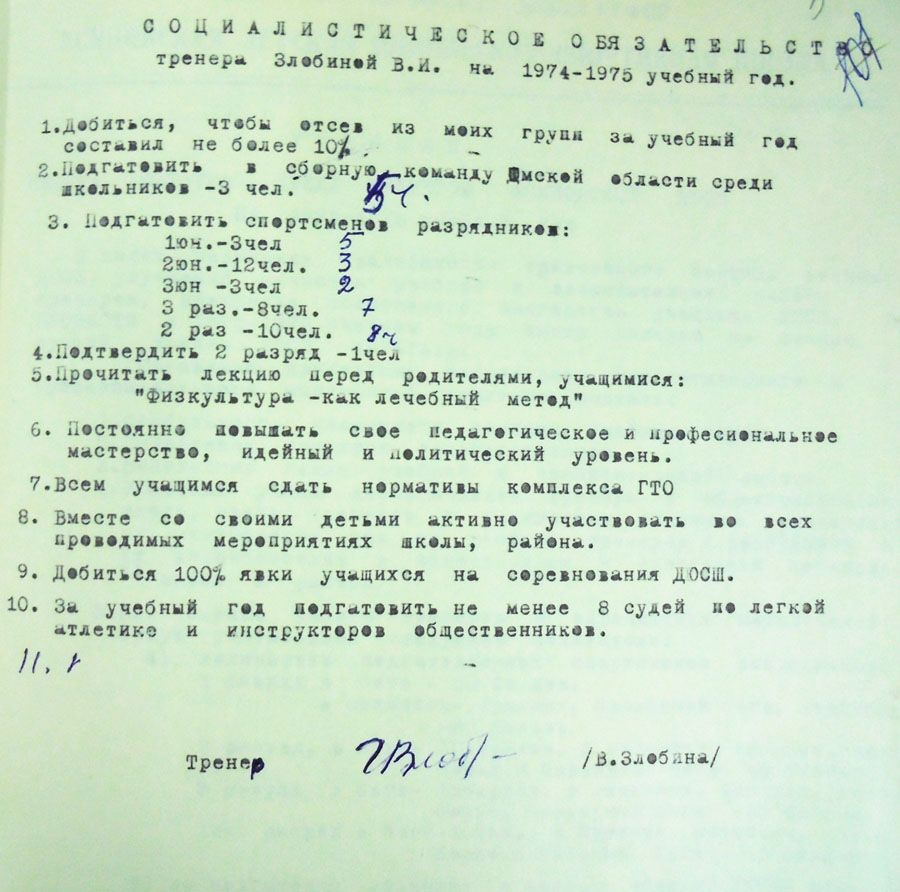 СОЦИАЛИСТИЧЕСКОЕ ОБЯЗАТЕЛЬСТВО
тренера Злобиной В.И. на 1974-1975 учебный год.
1.Добиться, чтобы отсев из моих групп за учебный год
составил не более 10%.
2.Подгатовить в сборную команду Омской области среди
школьников -3 чел. 5ч.
3. Подгатовить спортсменов разрядников:
1юн.-3чел 5
2юн.-12чел. 3
3юн -3чел 2
3 раз.-8чел. 7
2 раз -10чел. 8ч
4.Подтвердить 2 разряд -1чел
5.Прочитать лекцию перед родителями, учащимися:
"Физкультура -как лечебный метод"
6. Постоянно повышать свое педагогическое и професиональное
мастерство, идейный и политический уровень.
7.Всем учащимся сдать нормативы комплекса ГТО
8. Вместе со своими детьми активно участвовать во всех
проводимых мероприятиях школы, района.
9. Добиться 100% явки учащихся на соревнования ДОСШ.
10. За учебный год подгатовить не менее 8 судей по легкой
атлетике и инструкторов общественников.
11.
Тренер /В.Злобина/